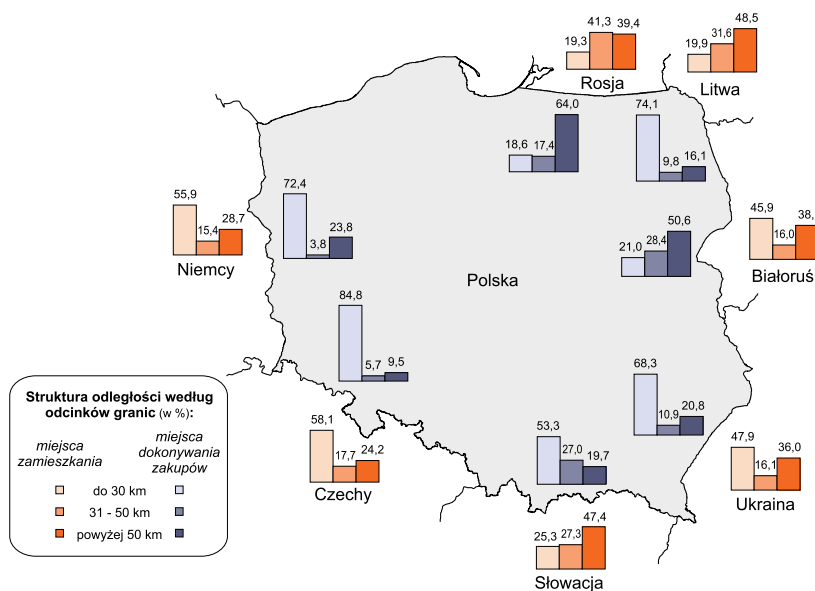 41,3
39,4
19,3
Rosja
48,5
31,6
19,9
Litwa
64,0
18,6
17,4
74,1
9,8
16,1
55,9
15,4
28,7
Niemcy
72,4
3,8
23,8
50,6
21,0
28,4
45,9
16,0
38,
Białoruś
Polska
84,8
5,7
9,5
68,3
10,9
20,8
Struktura odległości według
odcinków granic (w %):
miejsca
zamieszkania
miejsca
dokonywania
zakupów
do 30 km
31 - 50 km
powyżej 50 km
58,1
17,7
24,2
Czechy
53,3
27,0
19,7
47,9
16,1
36,0
Ukraina
47,4
25,3
27,3
Słowacja